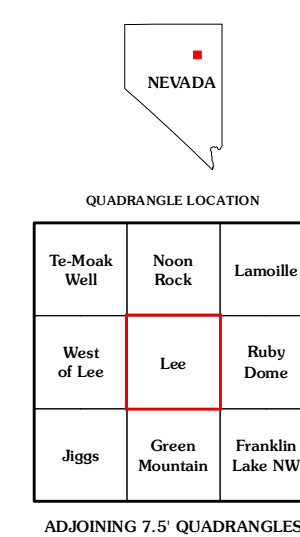 NEVADA
QUADRANGLE LOCATION
Te-Moak
Well
Noon
Rock
Lamoille
West
of Lee
Lee
Ruby
Dome
Jiggs
Green
Mountain
Franklin
Lake NW
ADJOINING 7.5' QUADRANGLES